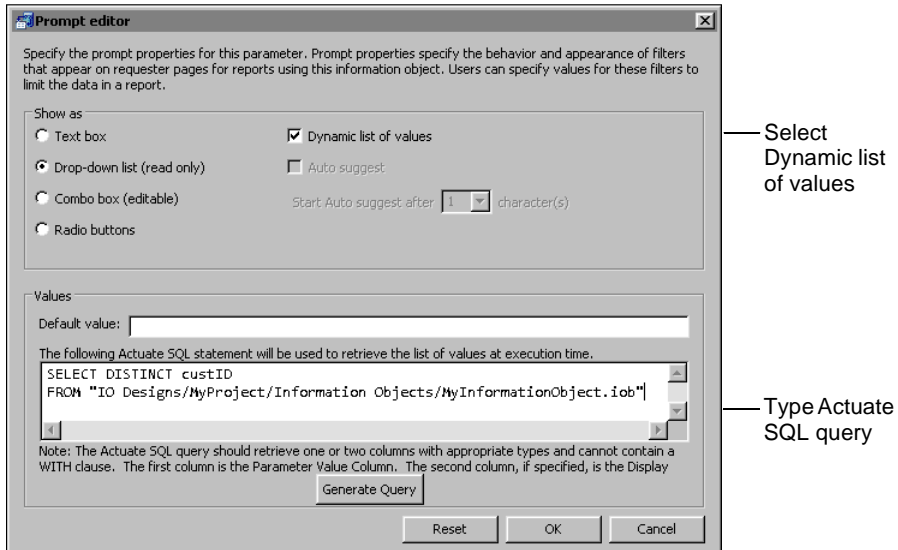 Prompt editor
Specify the prompt properties for this parameter. Prompt properties specify the behavior and appearance of filters
that appear on requester pages for reports using this information object. Users can specify values for these filters to
limit the data in a report.
Show as
Text box
Dynamic list of values
Drop-down list (read only)
Auto suggest
Combo box (editable)
Start Auto suggest after 1 character(s)
Radio buttons
Select
Dynamic list
of values
Values
Default value:
The following Actuate SQL statement will be used to retrieve the list of values at execution time.
SELECT DISTINCT custID
FROM "IO Designs/MyProject/Information Objects/MyInformationObject.iob"
Type Actuate
SQL query
Note: The Actuate SQL query should retrieve one or two columns with appropriate types and cannot contain a
WITH clause. The first column is the Parameter Value Column. The second column, if specified, is the Display
Generate Query
Reset
OK
Cancel